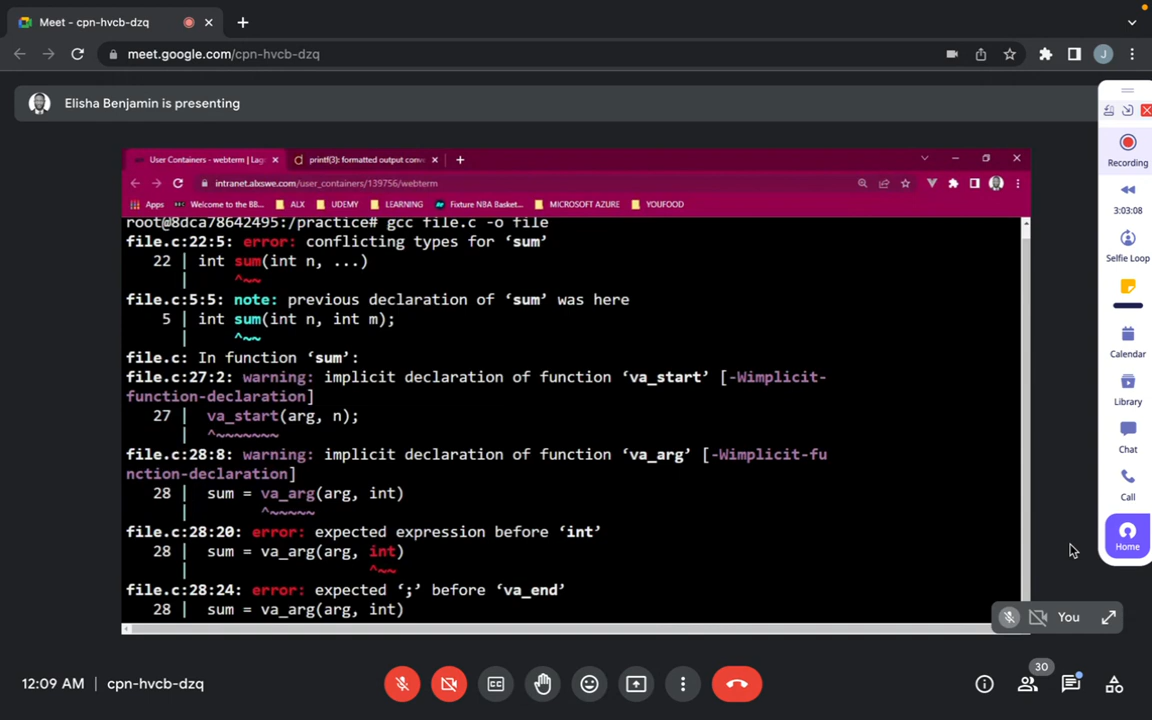 Meet - cpn-hvcb-dzq
meet.google.com/cpn-hvcb-dzq
J
Elisha Benjamin is presenting
User Containers - webterm | Lag
printf(3): formatted output conv
intranet.alxswe.com/user_containers/139756/webterm
Apps Welcome to the BB... ALX UDEMY LEARNING Fixture NBA Basket... MICROSOFT AZURE YOUFOOD
root@8dca78642495:/practice# gcc file.c -o file
file.c:22:5: error: conflicting types for ‘sum’
22 | int sum(int n, ...)
| ^~~
file.c:5:5: note: previous declaration of ‘sum’ was here
5 | int sum(int n, int m);
| ^~~
file.c: In function ‘sum’:
file.c:27:2: warning: implicit declaration of function ‘va_start’ [-Wimplicit-
function-declaration]
27 | va_start(arg, n);
| ^~~~~~~~
file.c:28:8: warning: implicit declaration of function ‘va_arg’ [-Wimplicit-fu
nction-declaration]
28 | sum = va_arg(arg, int)
| ^~~~~~
file.c:28:20: error: expected expression before ‘int’
28 | sum = va_arg(arg, int)
| ^~~
file.c:28:24: error: expected ‘;’ before ‘va_end’
28 | sum = va_arg(arg, int)
Recording
3:03:08
Selfie Loop
Calendar
Library
Chat
Call
Home
You
12:09 AM | cpn-hvcb-dzq
30